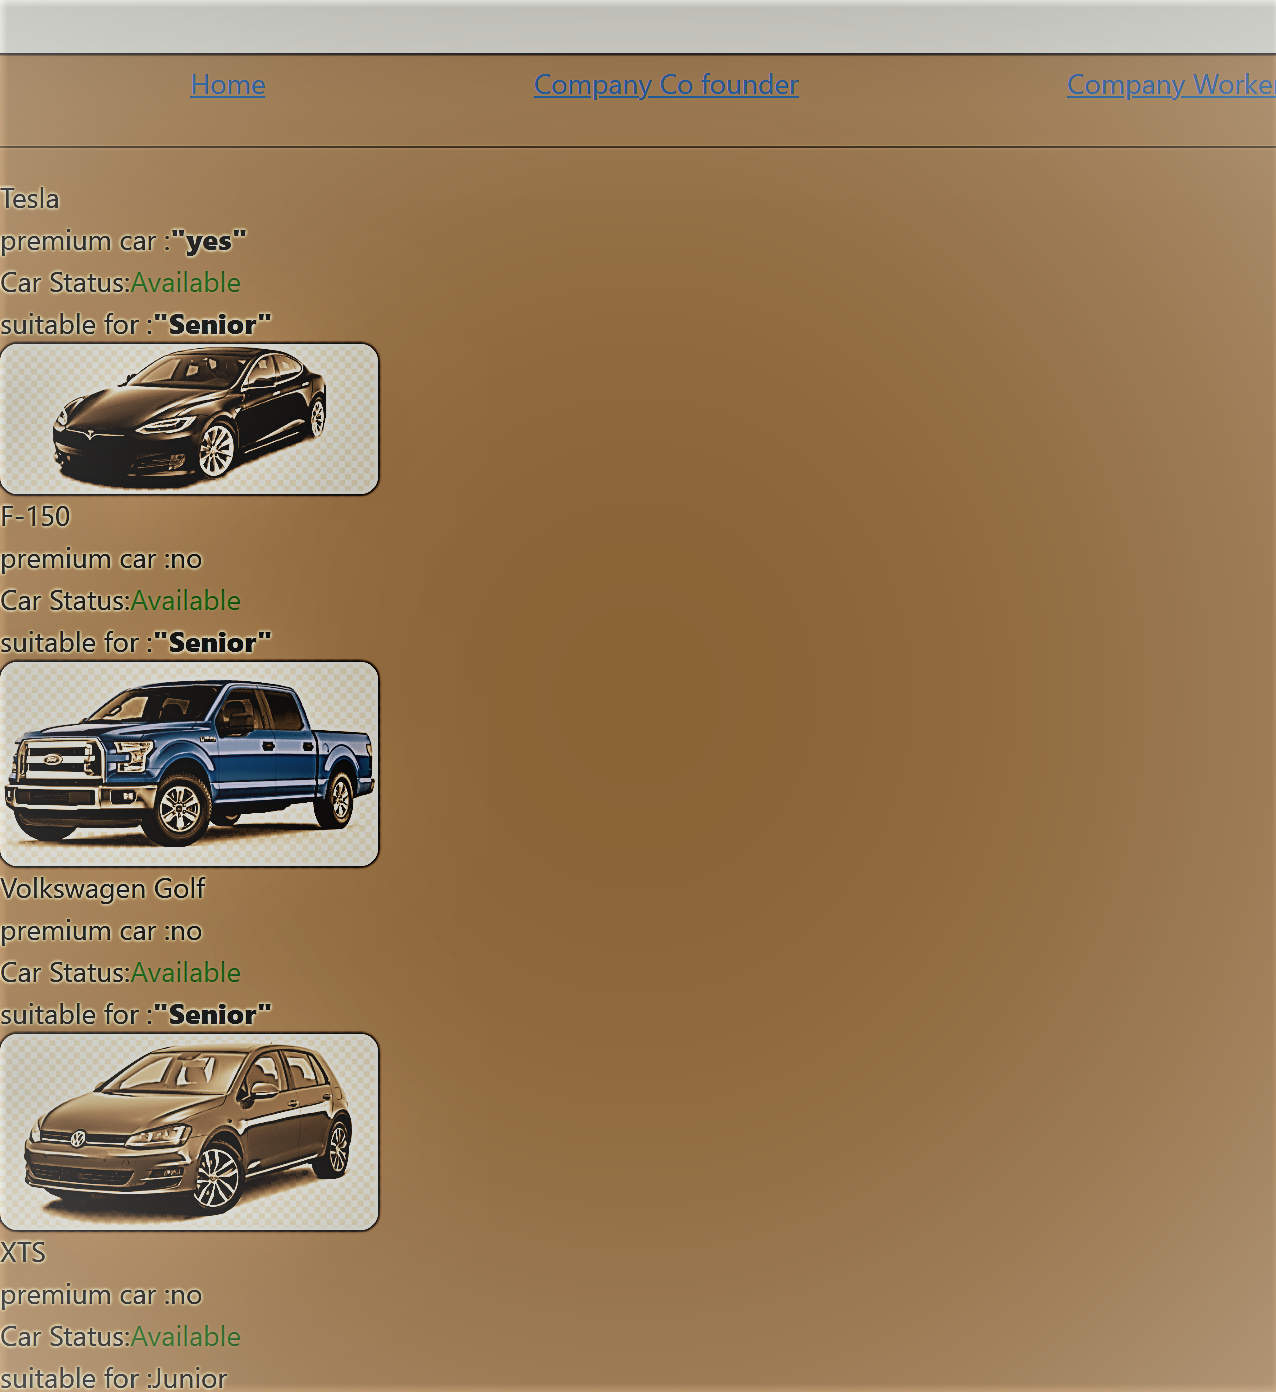 Home Company Co founder Company Worker
Tesla
premium car :"yes"
Car Status:Available
suitable for :"Senior"
F-150
premium car :no
Car Status:Available
suitable for :"Senior"
Volkswagen Golf
premium car :no
Car Status:Available
suitable for :"Senior"
XTS
premium car :no
Car Status:Available
suitable for :Junior